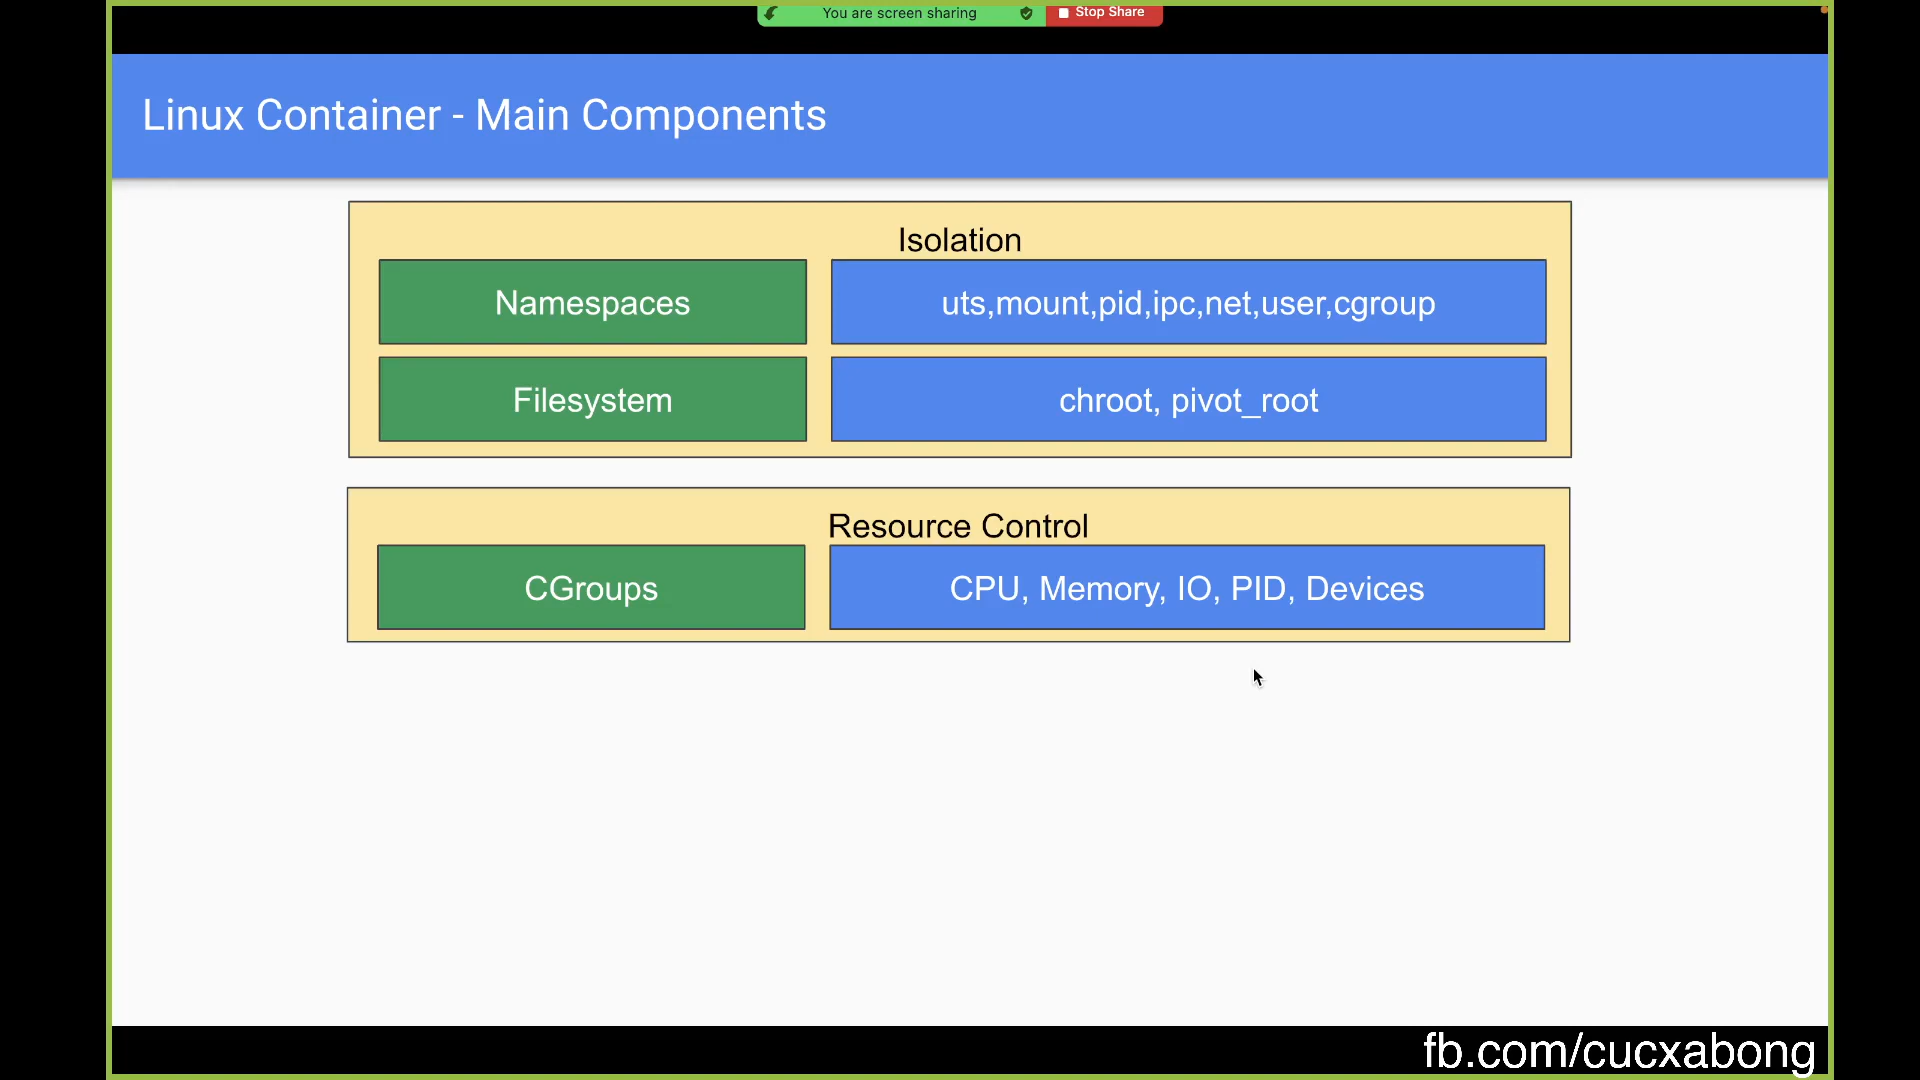 You are screen sharing
Stop Share
Linux Container - Main Components
Isolation
Namespaces
uts,mount,pid,ipc,net,user,cgroup
Filesystem
chroot, pivot_root
Resource Control
CGroups
CPU, Memory, IO, PID, Devices
fb.com/cucxabong